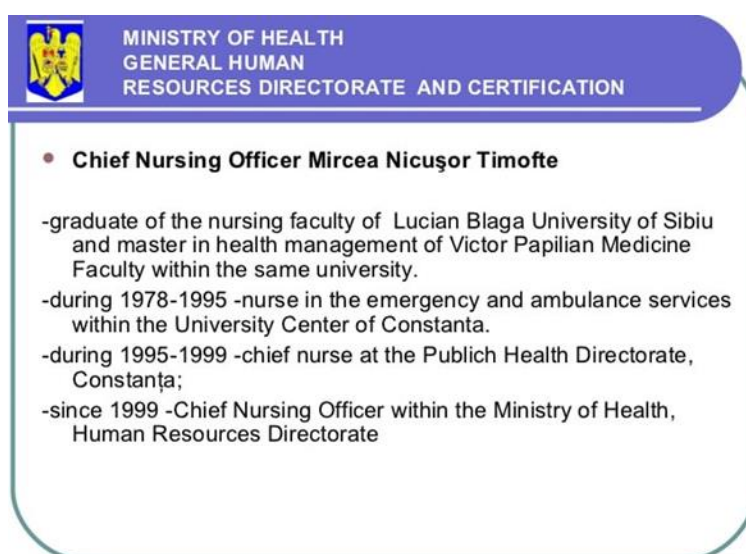 MINISTRY OF HEALTH
GENERAL HUMAN
RESOURCES DIRECTORATE AND CERTIFICATION
• Chief Nursing Officer Mircea Nicuşor Timofte
-graduate of the nursing faculty of Lucian Blaga University of Sibiu
and master in health management of Victor Papilian Medicine
Faculty within the same university.
-during 1978-1995 -nurse in the emergency and ambulance services
within the University Center of Constanta.
-during 1995-1999 -chief nurse at the Publich Health Directorate,
Constanţa;
-since 1999 -Chief Nursing Officer within the Ministry of Health,
Human Resources Directorate